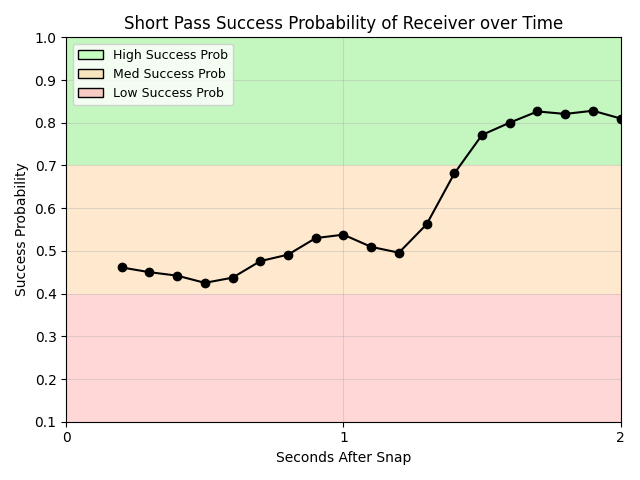 Short Pass Success Probability of Receiver over Time
1.0
High Success Prob
Med Success Prob
Low Success Prob
0.9
0.8
0.7
0.6
0.5
0.4
0.3
0.2
0.1
Success Probability
0 1 2
Seconds After Snap